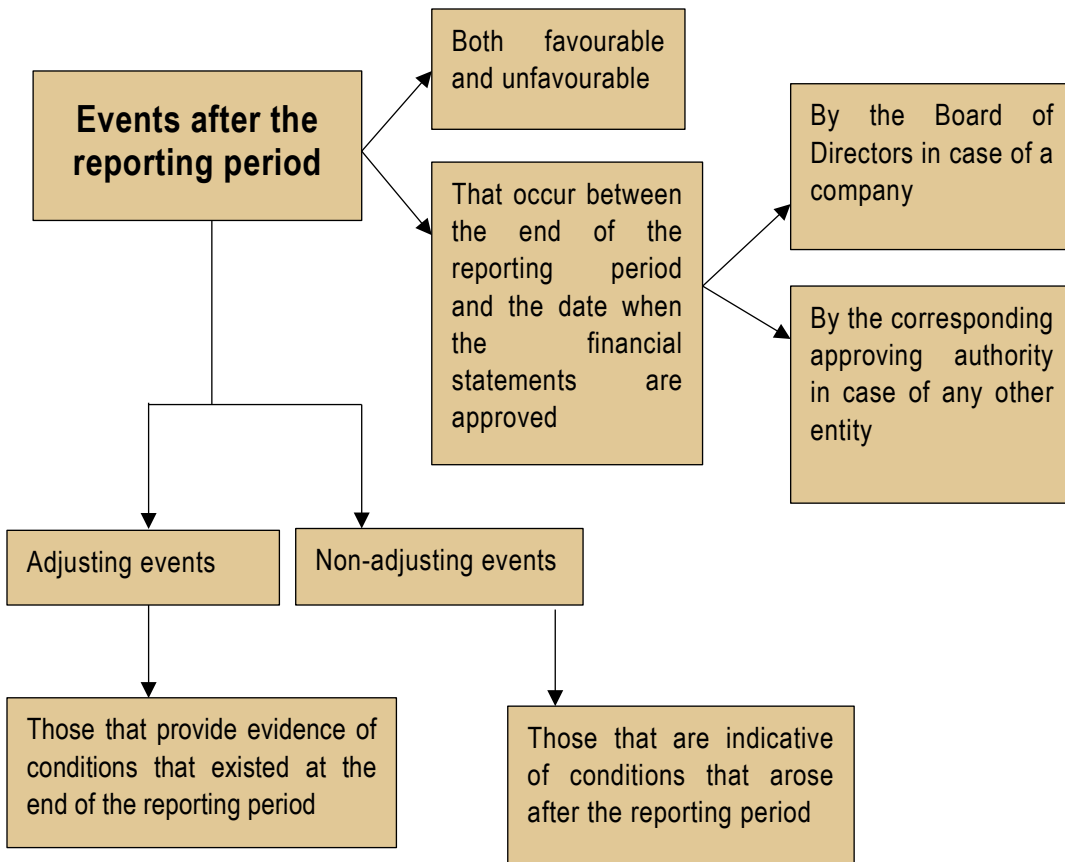 Events after the
reporting period
Both favourable
and unfavourable
That occur between
the end of the
reporting period
and the date when
the financial
statements are
approved
By the Board of
Directors in case of a
company
By the corresponding
approving authority
in case of any other
entity
Adjusting events
Non-adjusting events
Those that provide evidence of
conditions that existed at the
end of the reporting period
Those that are indicative
of conditions that arose
after the reporting period